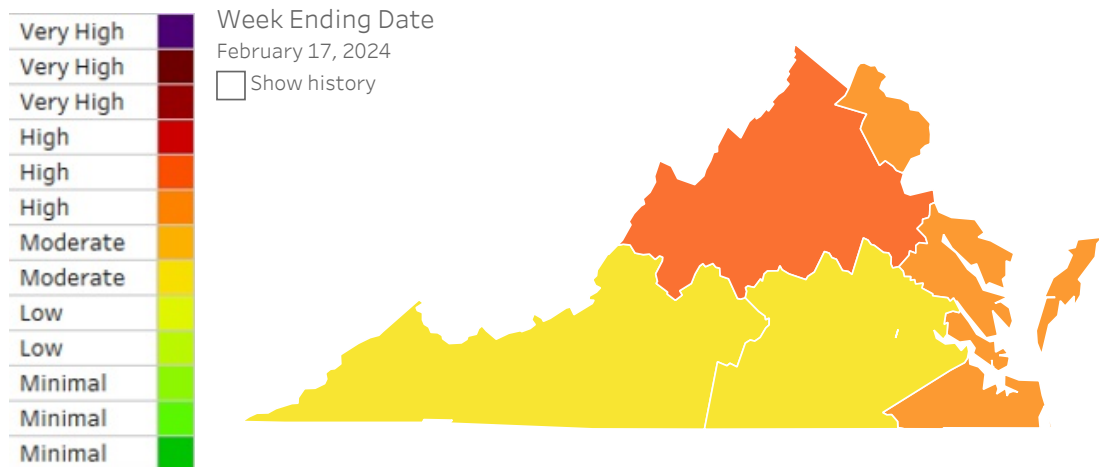 Very High
Very High
Very High
High
High
High
Moderate
Moderate
Low
Low
Minimal
Minimal
Minimal
Week Ending Date
February 17, 2024
Show history